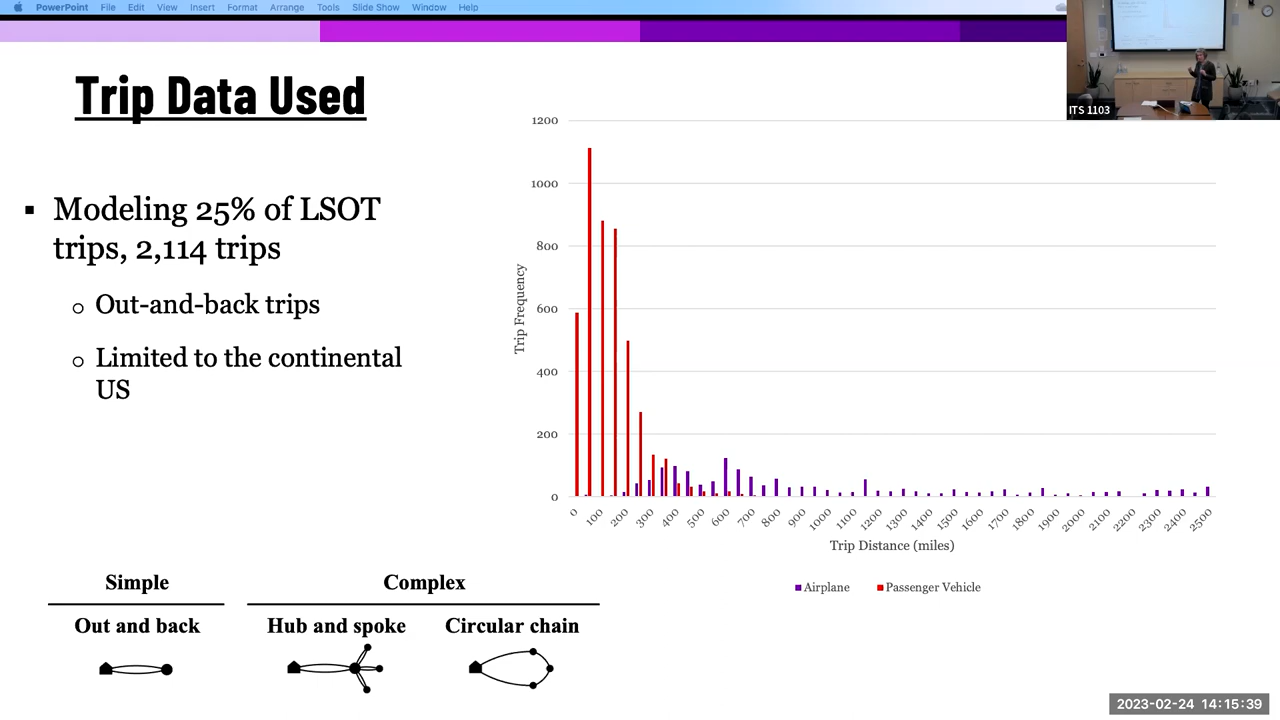 PowerPoint File Edit View Insert Format Arrange Tools Slide Show Window Help
ITS 1103
Trip Data Used
▪ Modeling 25% of LSOT
trips, 2,114 trips
o Out-and-back trips
o Limited to the continental
US
Trip Frequency
1200
1000
800
600
400
200
0
0 100 200 300 400 500 600 700 800 900 1000 1100 1200 1300 1400 1500 1600 1700 1800 1900 2000 2100 2200 2300 2400 2500
Trip Distance (miles)
Airplane Passenger Vehicle
Simple Complex
Out and back Hub and spoke Circular chain
2023-02-24 14:15:39